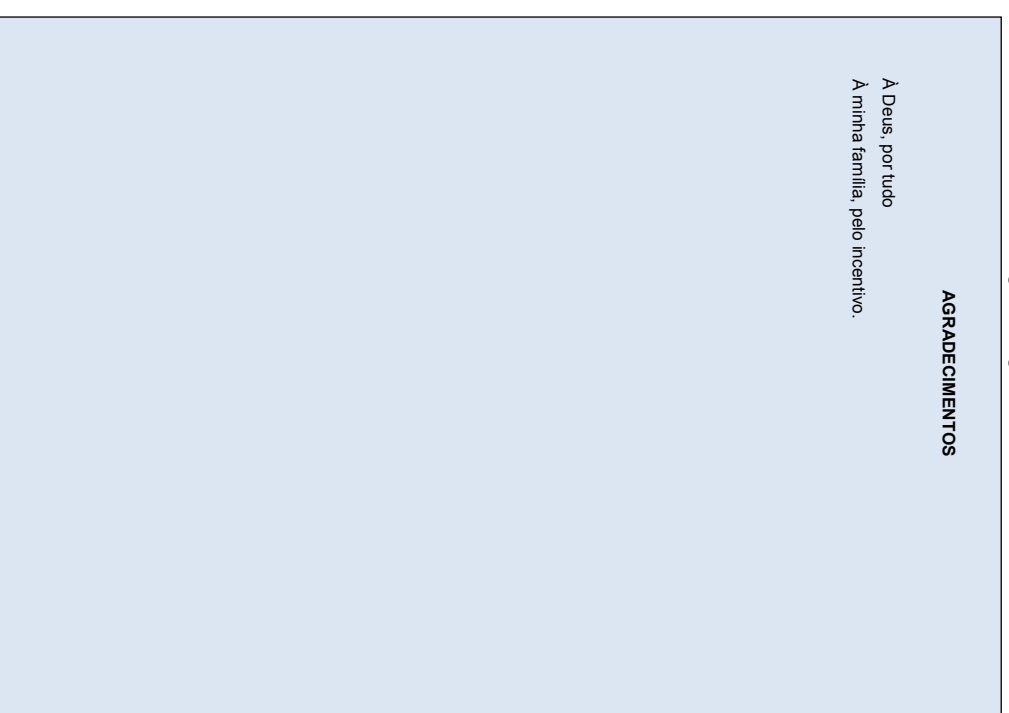 AGRADECIMENTOS
À Deus, por tudo
À minha família, pelo incentivo.